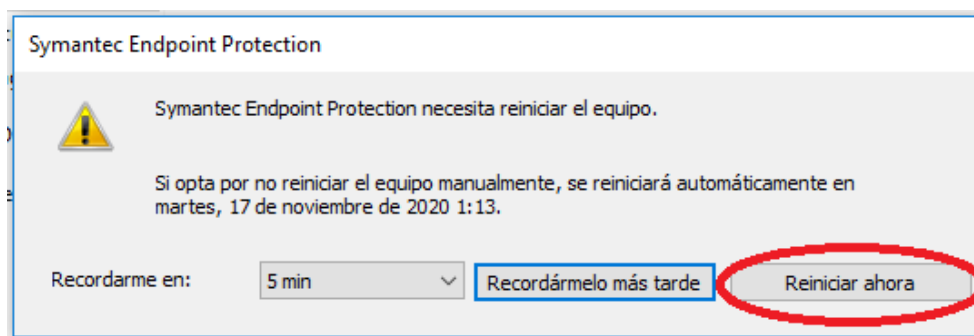 Symantec Endpoint Protection
Symantec Endpoint Protection necesita reiniciar el equipo.
Si opta por no reiniciar el equipo manualmente, se reiniciará automáticamente en
martes, 17 de noviembre de 2020 1:13.
Recordarme en: 5 min Recordármelo más tarde Reiniciar ahora